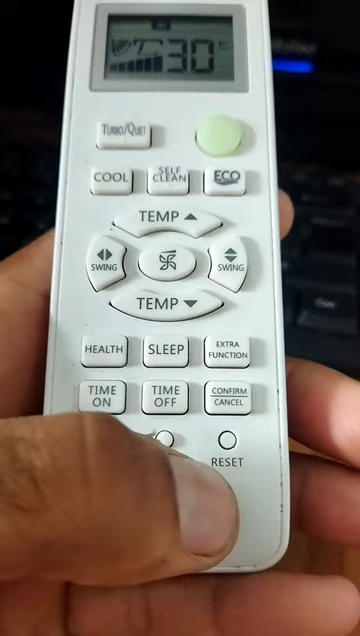 30
TURBO/QUIET
COOL
SELF
CLEAN
ECO
TEMP ▲
SWING
SWING
TEMP ▼
HEALTH
SLEEP
EXTRA
FUNCTION
TIME
ON
TIME
OFF
CONFIRM
CANCEL
RESET